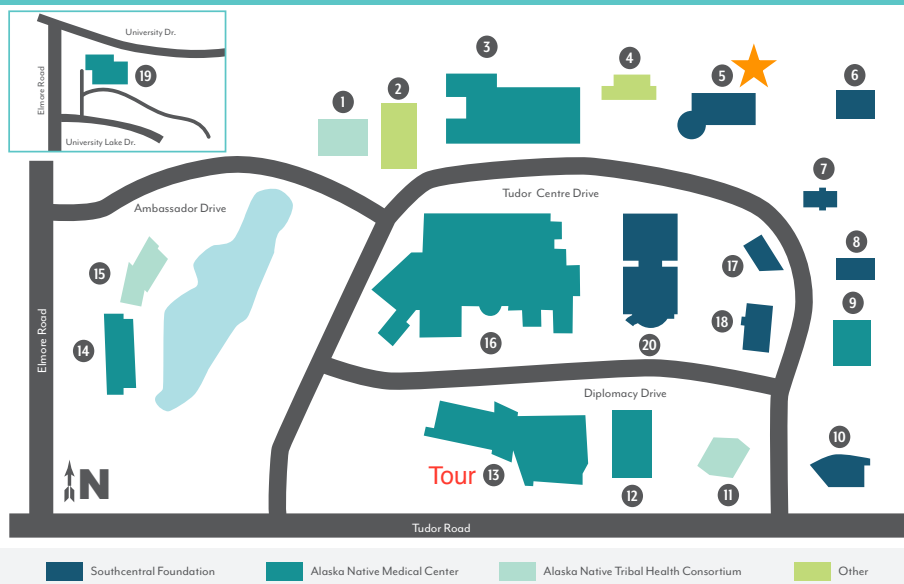 University Dr.
19
Elmore Road
University Lake Dr.
1
2
3
4
5
6
7
8
9
10
Ambassador Drive
Tudor Centre Drive
15
14
Elmore Road
16
20
17
18
Diplomacy Drive
Tour
13
12
11
N
Tudor Road
Southcentral Foundation
Alaska Native Medical Center
Alaska Native Tribal Health Consortium
Other